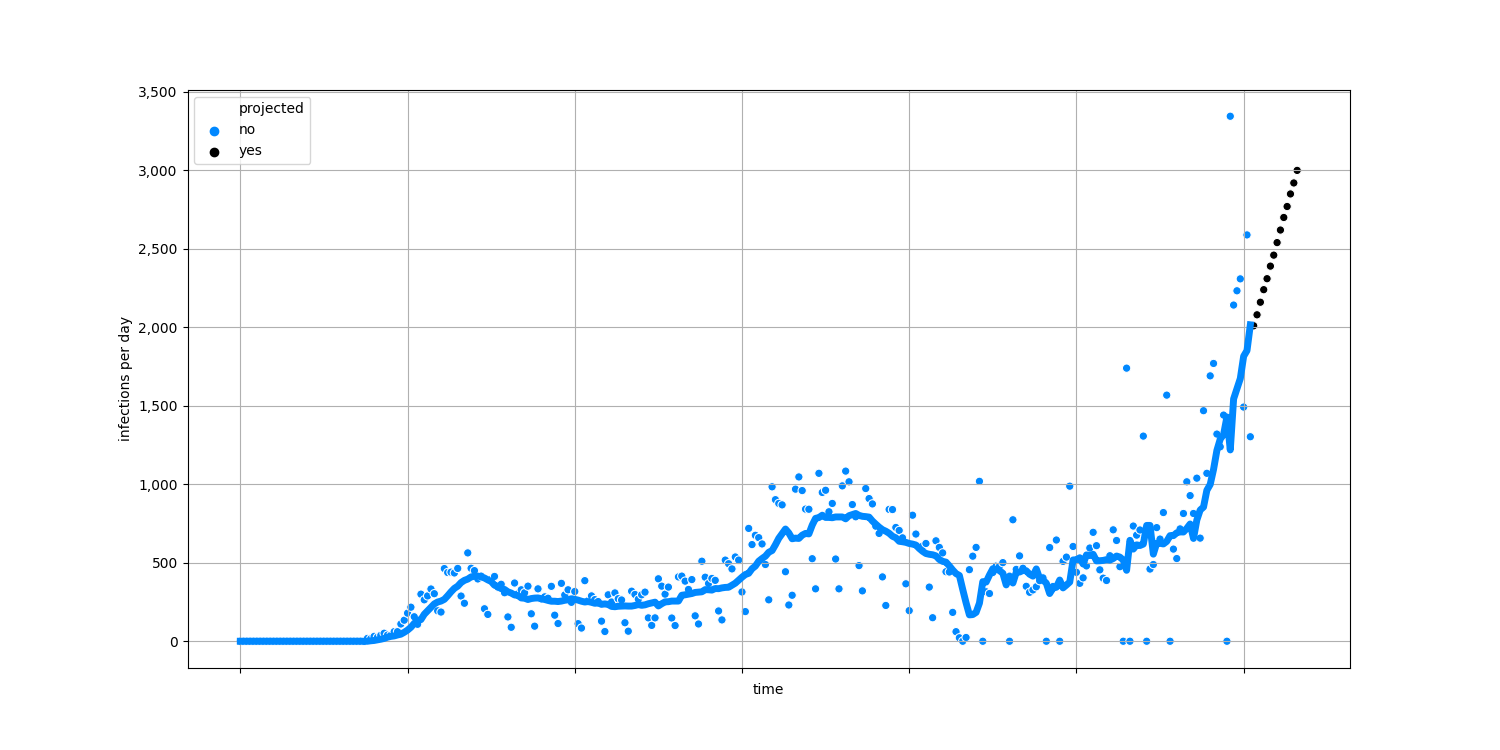 3,500
3,000
2,500
2,000
1,500
1,000
500
0
infections per day
projected
no
yes
time